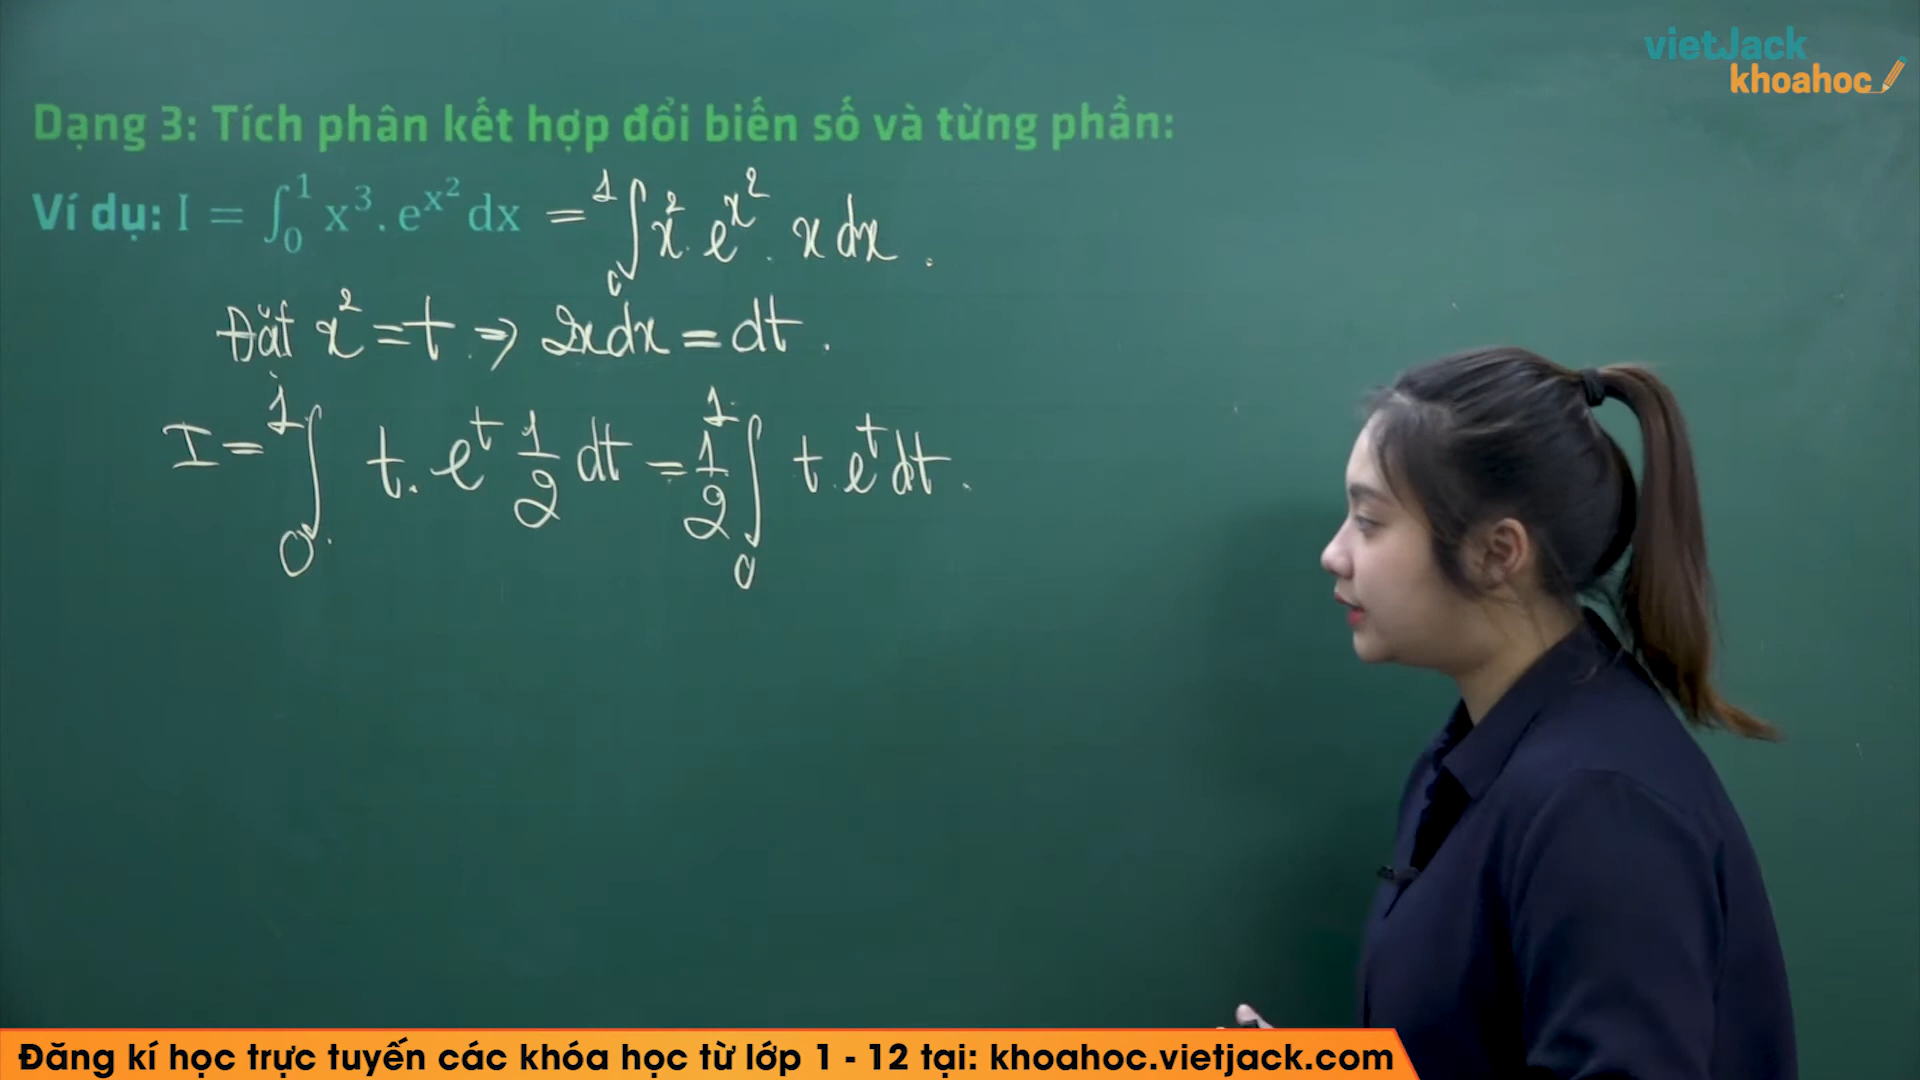 vietJack
khoahoc
Dạng 3: Tích phân kết hợp đổi biến số và từng phần:
Ví dụ: I = ∫₀¹ x³. e^(x²) dx = ∫₀¹ x². e^(x²). x dx.
Đặt x² = t. ⇒ 2x dx = dt.
I = ∫₀¹ t. e^t 1/2 dt = 1/2 ∫₀¹ t. e^t dt.
Đăng kí học trực tuyến các khóa học từ lớp 1 - 12 tại: khoahoc.vietjack.com